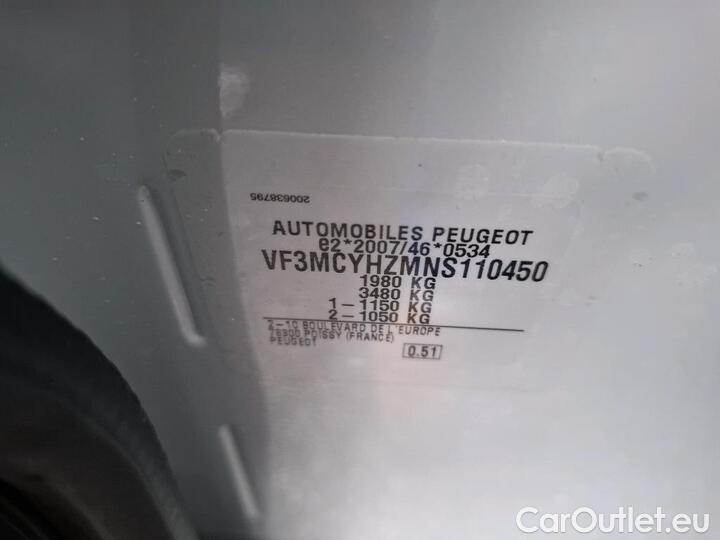 200638795
AUTOMOBILES PEUGEOT
e2*2007/46*0534
VF3MCYHZMNS110450
1980 KG
3480 KG
1-1150 KG
2-1050 KG
2-10 BOULEVARD DE L'EUROPE
78300 POISSY (FRANCE)
PEUGEOT
0.51
CarOutlet.eu